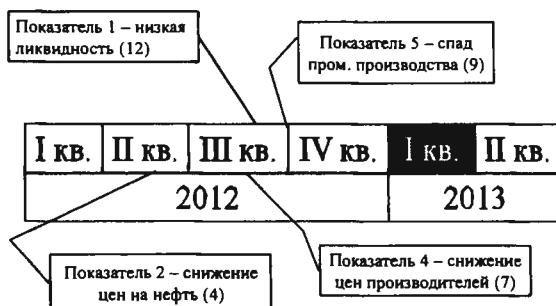 Показатель 1 – низкая
ликвидность (12)
Показатель 5 – спад
пром. производства (9)
I кв. II кв. III кв. IV кв. I кв. II кв.
2012 2013
Показатель 2 – снижение
цен на нефть (4)
Показатель 4 – снижение
цен производителей (7)